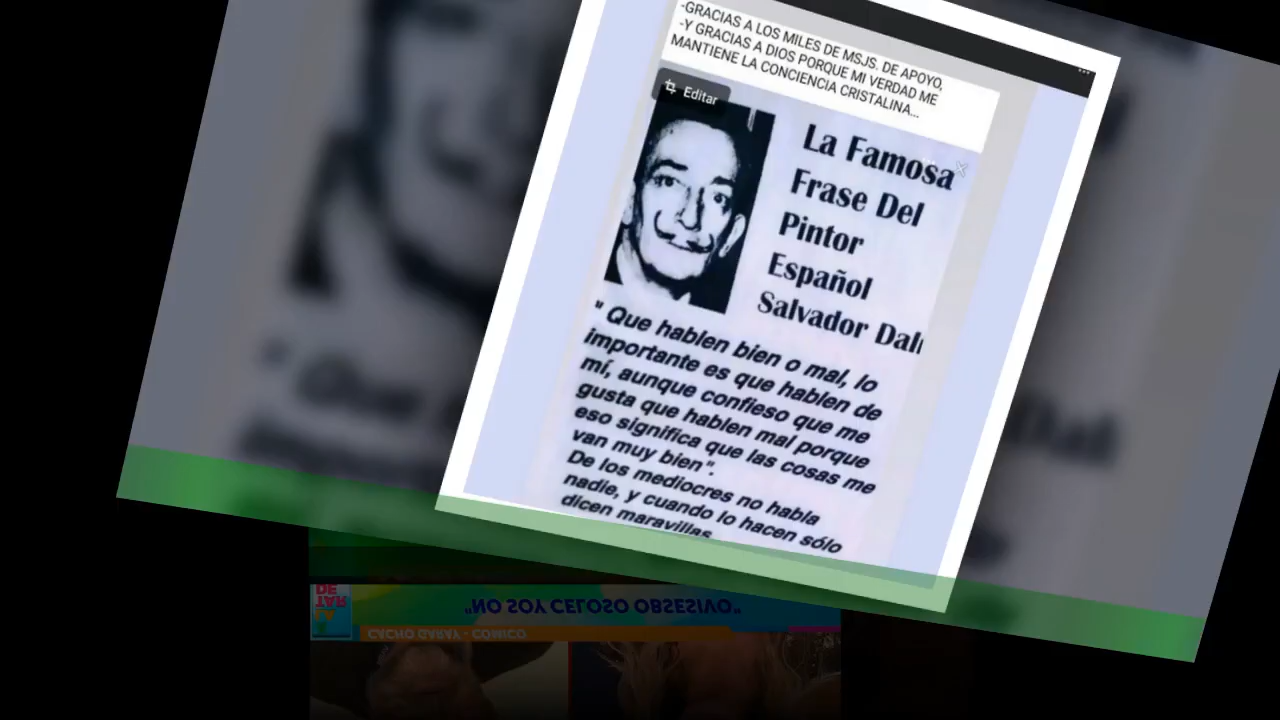 -GRACIAS A LOS MILES DE MSJS. DE APOYO,
-Y GRACIAS A DIOS PORQUE MI VERDAD ME
MANTIENE LA CONCIENCIA CRISTALINA...
Editar
La Famosa
Frase Del
Pintor
Español
Salvador Dalí
" Que hablen bien o mal, lo
importante es que hablen de
mí, aunque confieso que me
gusta que hablen mal porque
eso significa que las cosas me
van muy bien".
De los mediocres no habla
nadie, y cuando lo hacen sólo
dicen maravillas
"NO SOY CELOSO OBSESIVO"
CACHO GARAY - CÓMICO
LA
TAR
DE